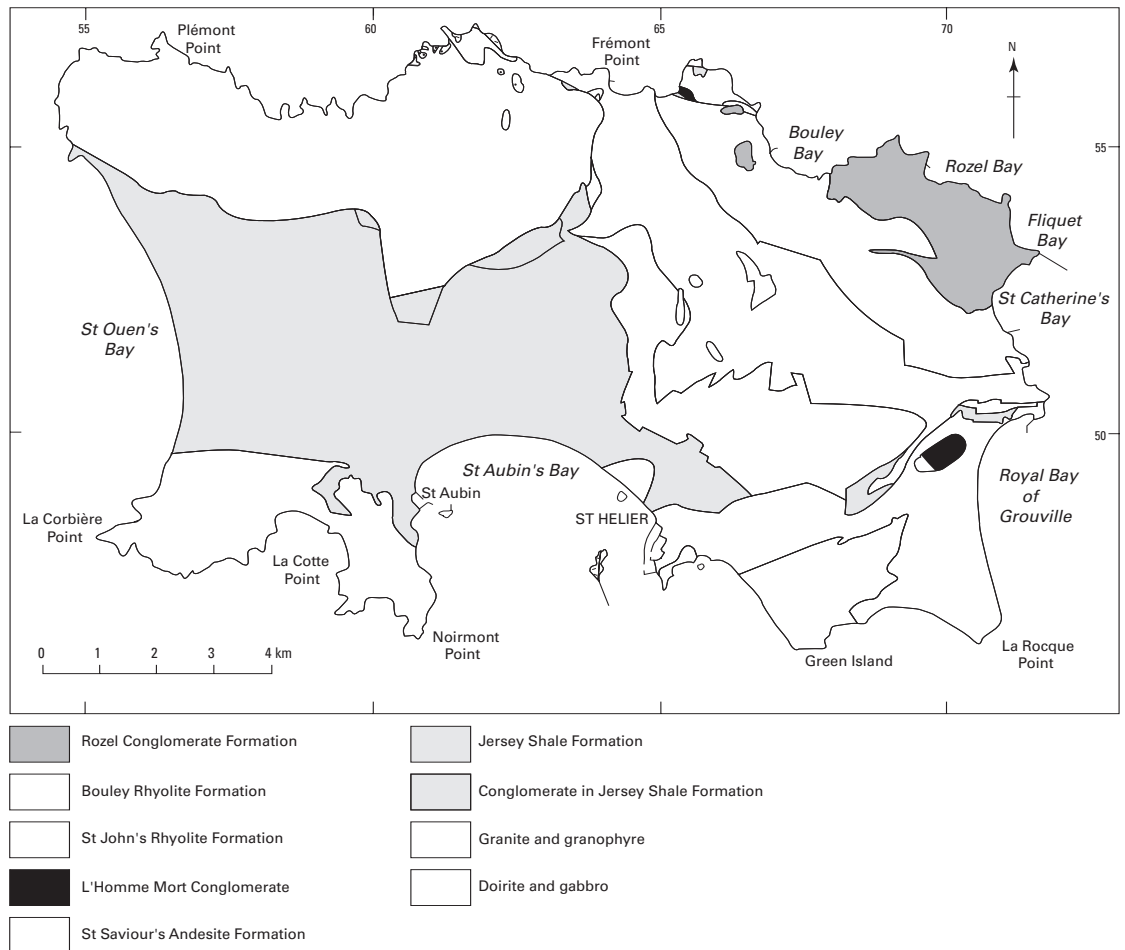 55
60
65
70
Plémont
Point
Frémont
Point
N
Bouley
Bay
Rozel Bay
55
55
Fliquet
Bay
St Catherine's
Bay
St Ouen's
Bay
50
St Aubin's Bay
St Aubin
Royal Bay
of
Grouville
ST HELIER
La Corbière
Point
La Cotte
Point
Noirmont
Point
Green Island
La Rocque
Point
0 1 2 3 4 km
Rozel Conglomerate Formation
Bouley Rhyolite Formation
St John's Rhyolite Formation
L'Homme Mort Conglomerate
St Saviour's Andesite Formation
Jersey Shale Formation
Conglomerate in Jersey Shale Formation
Granite and granophyre
Doirite and gabbro